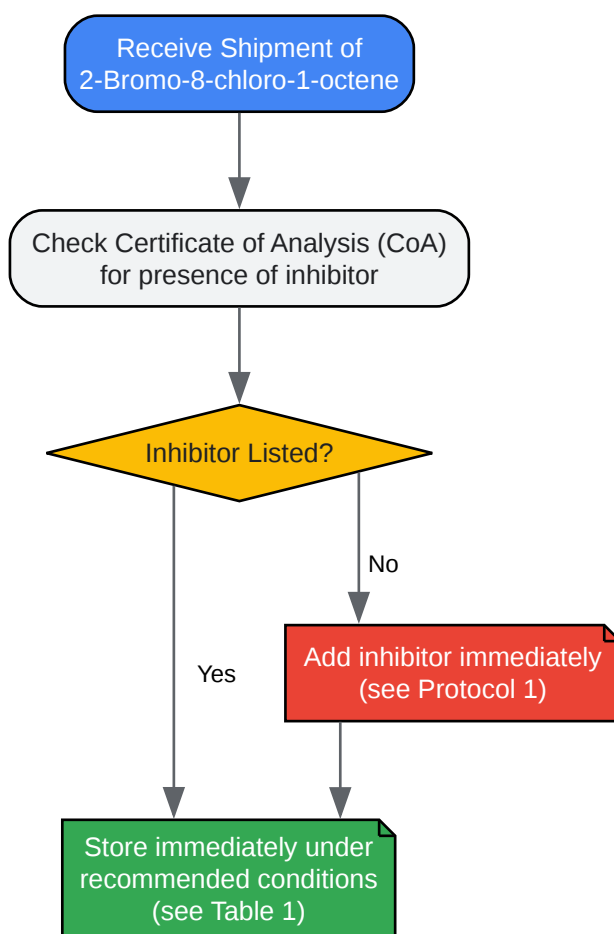 Receive Shipment of
2-Bromo-8-chloro-1-octene
Check Certificate of Analysis (CoA)
for presence of inhibitor
Inhibitor Listed?
No
Add inhibitor immediately
(see Protocol 1)
Yes
Store immediately under
recommended conditions
(see Table 1)